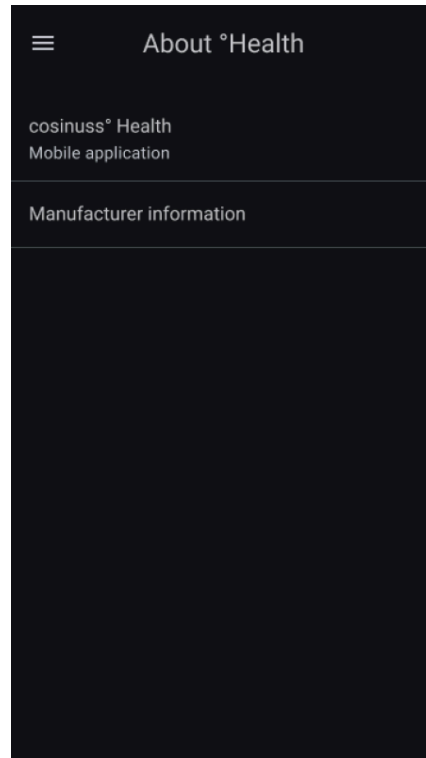 About °Health
cosinuss° Health
Mobile application
Manufacturer information